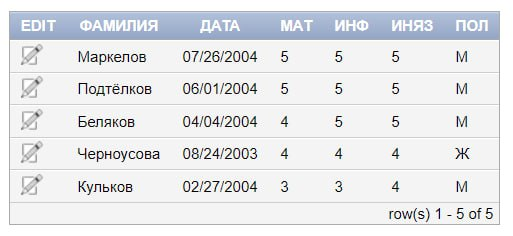 EDIT ФАМИЛИЯ ДАТА МАТ ИНФ ИНЯЗ ПОЛ
Маркелов 07/26/2004 5 5 5 М
Подтёлков 06/01/2004 5 5 5 М
Беляков 04/04/2004 4 5 5 М
Черноусова 08/24/2003 4 4 4 Ж
Кульков 02/27/2004 3 3 4 М
row(s) 1 - 5 of 5